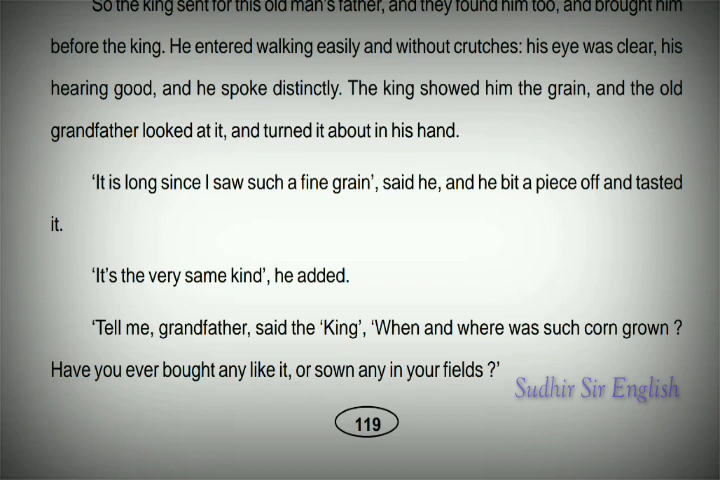 So the king sent for this old man's father, and they found him too, and brought him
before the king. He entered walking easily and without crutches: his eye was clear, his
hearing good, and he spoke distinctly. The king showed him the grain, and the old
grandfather looked at it, and turned it about in his hand.
‘It is long since I saw such a fine grain’, said he, and he bit a piece off and tasted
it.
‘It’s the very same kind’, he added.
‘Tell me, grandfather, said the ‘King’, ‘When and where was such corn grown ?
Have you ever bought any like it, or sown any in your fields ?’
Sudhir Sir English
119